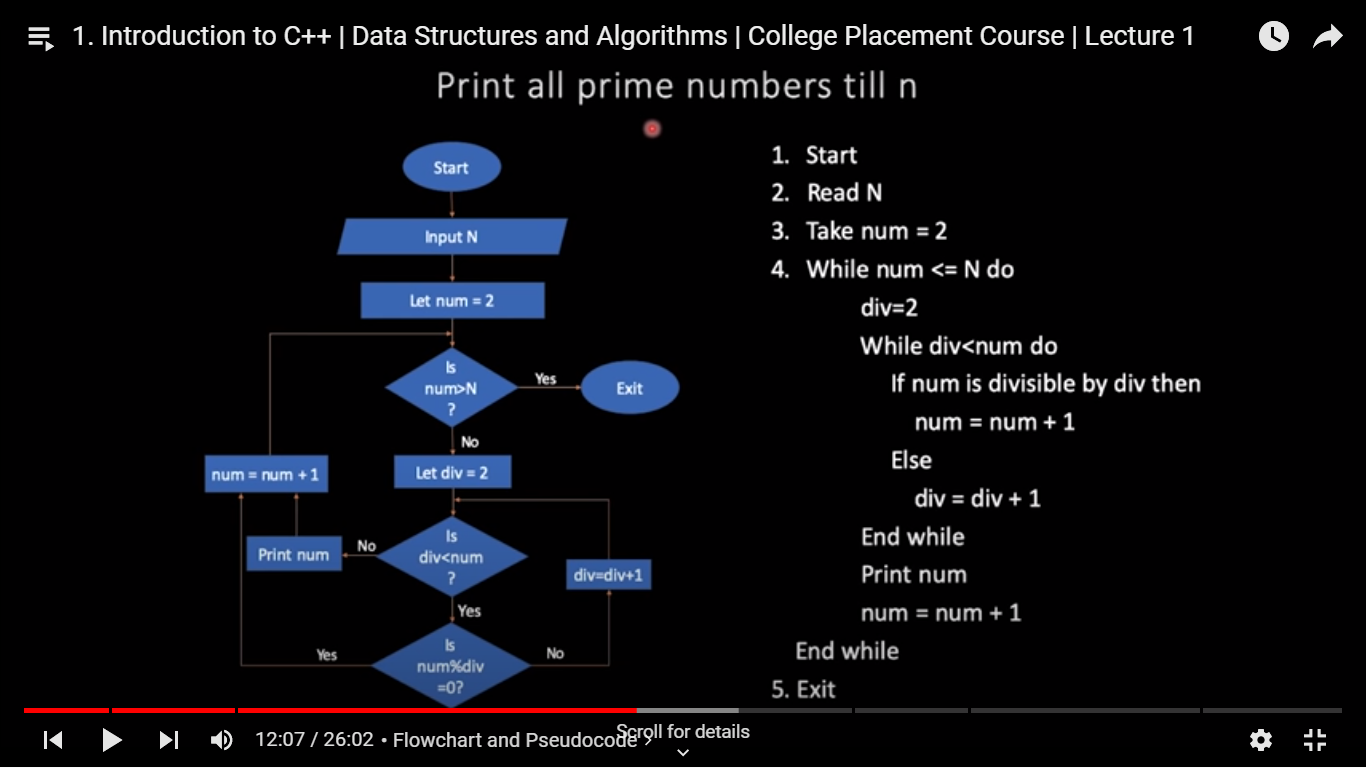 1. Introduction to C++ | Data Structures and Algorithms | College Placement Course | Lecture 1
Print all prime numbers till n
Start
Input N
Let num = 2
Is
num>N
?
Yes
Exit
No
num = num + 1
Let div = 2
Is
div<num
?
No
Print num
div=div+1
Yes
Is
num%div
=0?
Yes
No
1. Start
2. Read N
3. Take num = 2
4. While num <= N do
div=2
While div<num do
If num is divisible by div then
num = num + 1
Else
div = div + 1
End while
Print num
num = num + 1
End while
5. Exit
12:07 / 26:02 • Flowchart and Pseudocode >
Scroll for details